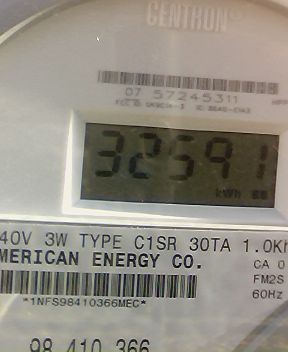 CENTRON®
07 57245311
32591
kWh
40V 3W TYPE C1SR 30TA 1.0Kh
MERICAN ENERGY CO.
CA 0
FM2S
60Hz
*1NFS98410366MEC*
98 410 366